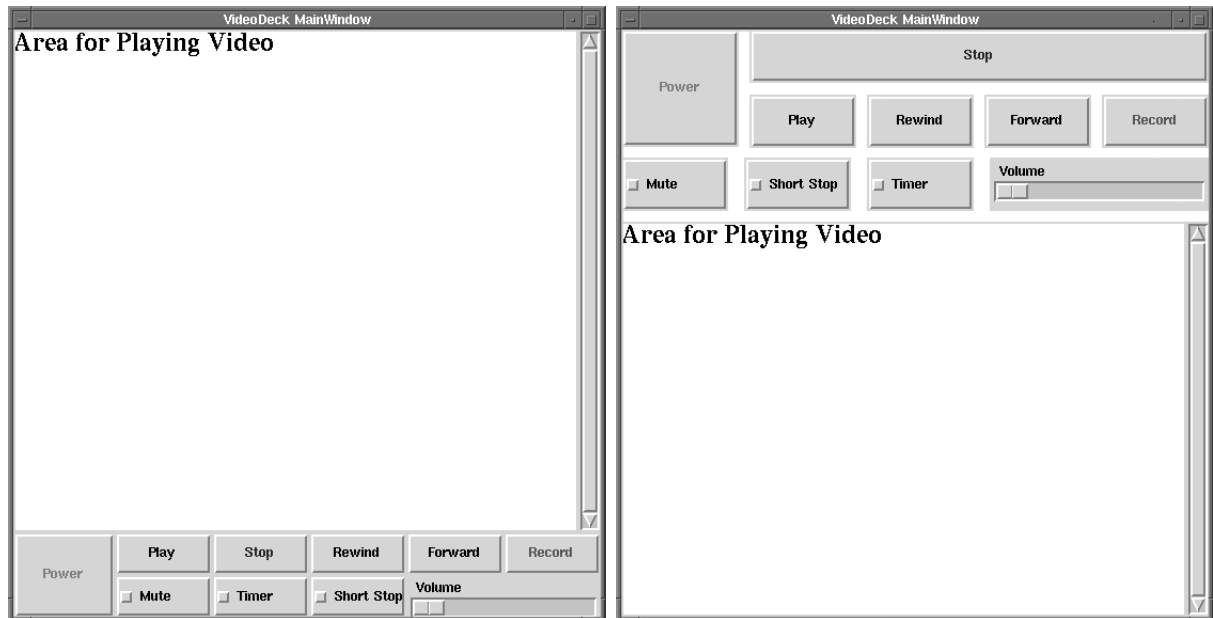 VideoDeck MainWindow
Area for Playing Video
Power
Play Stop Rewind Forward Record
Mute Timer Short Stop Volume
VideoDeck MainWindow
Power
Stop
Play Rewind Forward Record
Mute Short Stop Timer Volume
Area for Playing Video